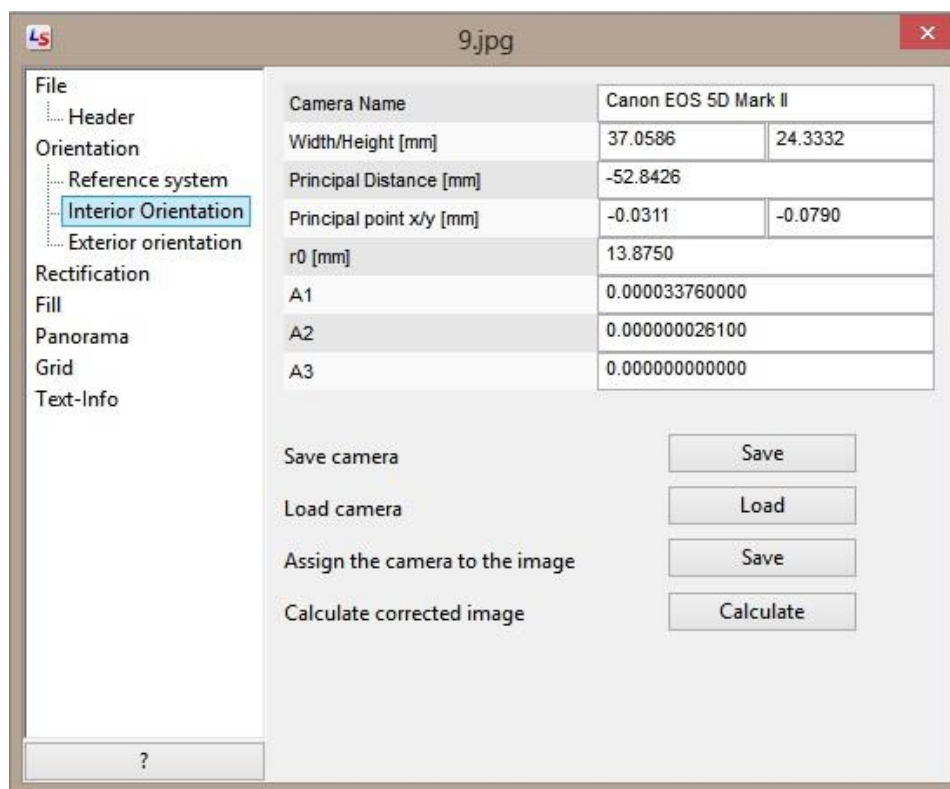 LS
9.jpg
×
File
Header
Orientation
Reference system
Interior Orientation
Exterior orientation
Rectification
Fill
Panorama
Grid
Text-Info
?
Camera Name Canon EOS 5D Mark II
Width/Height [mm] 37.0586 24.3332
Principal Distance [mm] -52.8426
Principal point x/y [mm] -0.0311 -0.0790
r0 [mm] 13.8750
A1 0.000033760000
A2 0.000000026100
A3 0.000000000000
Save camera Save
Load camera Load
Assign the camera to the image Save
Calculate corrected image Calculate